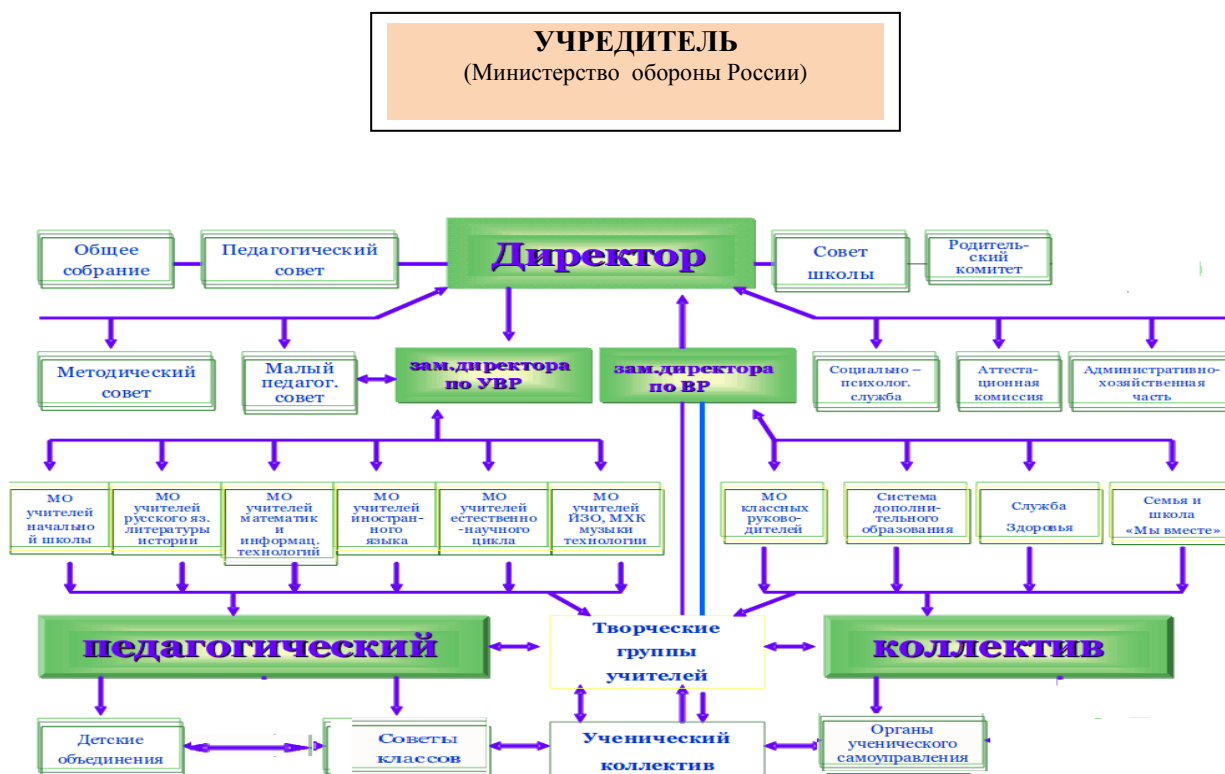 УЧРЕДИТЕЛЬ
(Министерство обороны России)
Общее
собрание
Педагогический
совет
Директор
Совет
школы
Родитель-
ский
комитет
Методический
совет
Малый
педагог.
совет
зам.директора
по УВР
зам.директора
по ВР
Социально –
психолог.
служба
Аттеста-
ционная
комиссия
Административно-
хозяйственная
часть
МО
учителей
начально
й школы
МО
учителей
русского яз.
литературы
истории
МО
учителей
математик
и
информац.
технологий
МО
учителей
иностран-
ного
языка
МО
учителей
естественно
-научного
цикла
МО
учителей
ИЗО, МХК
музыки
технологии
МО
классных
руково-
дителей
Система
дополни-
тельного
образования
Служба
Здоровья
Семья и
школа
«Мы вместе»
педагогический
Творческие
группы
учителей
коллектив
Детские
объединения
Советы
классов
Ученический
коллектив
Органы
ученического
самоуправления